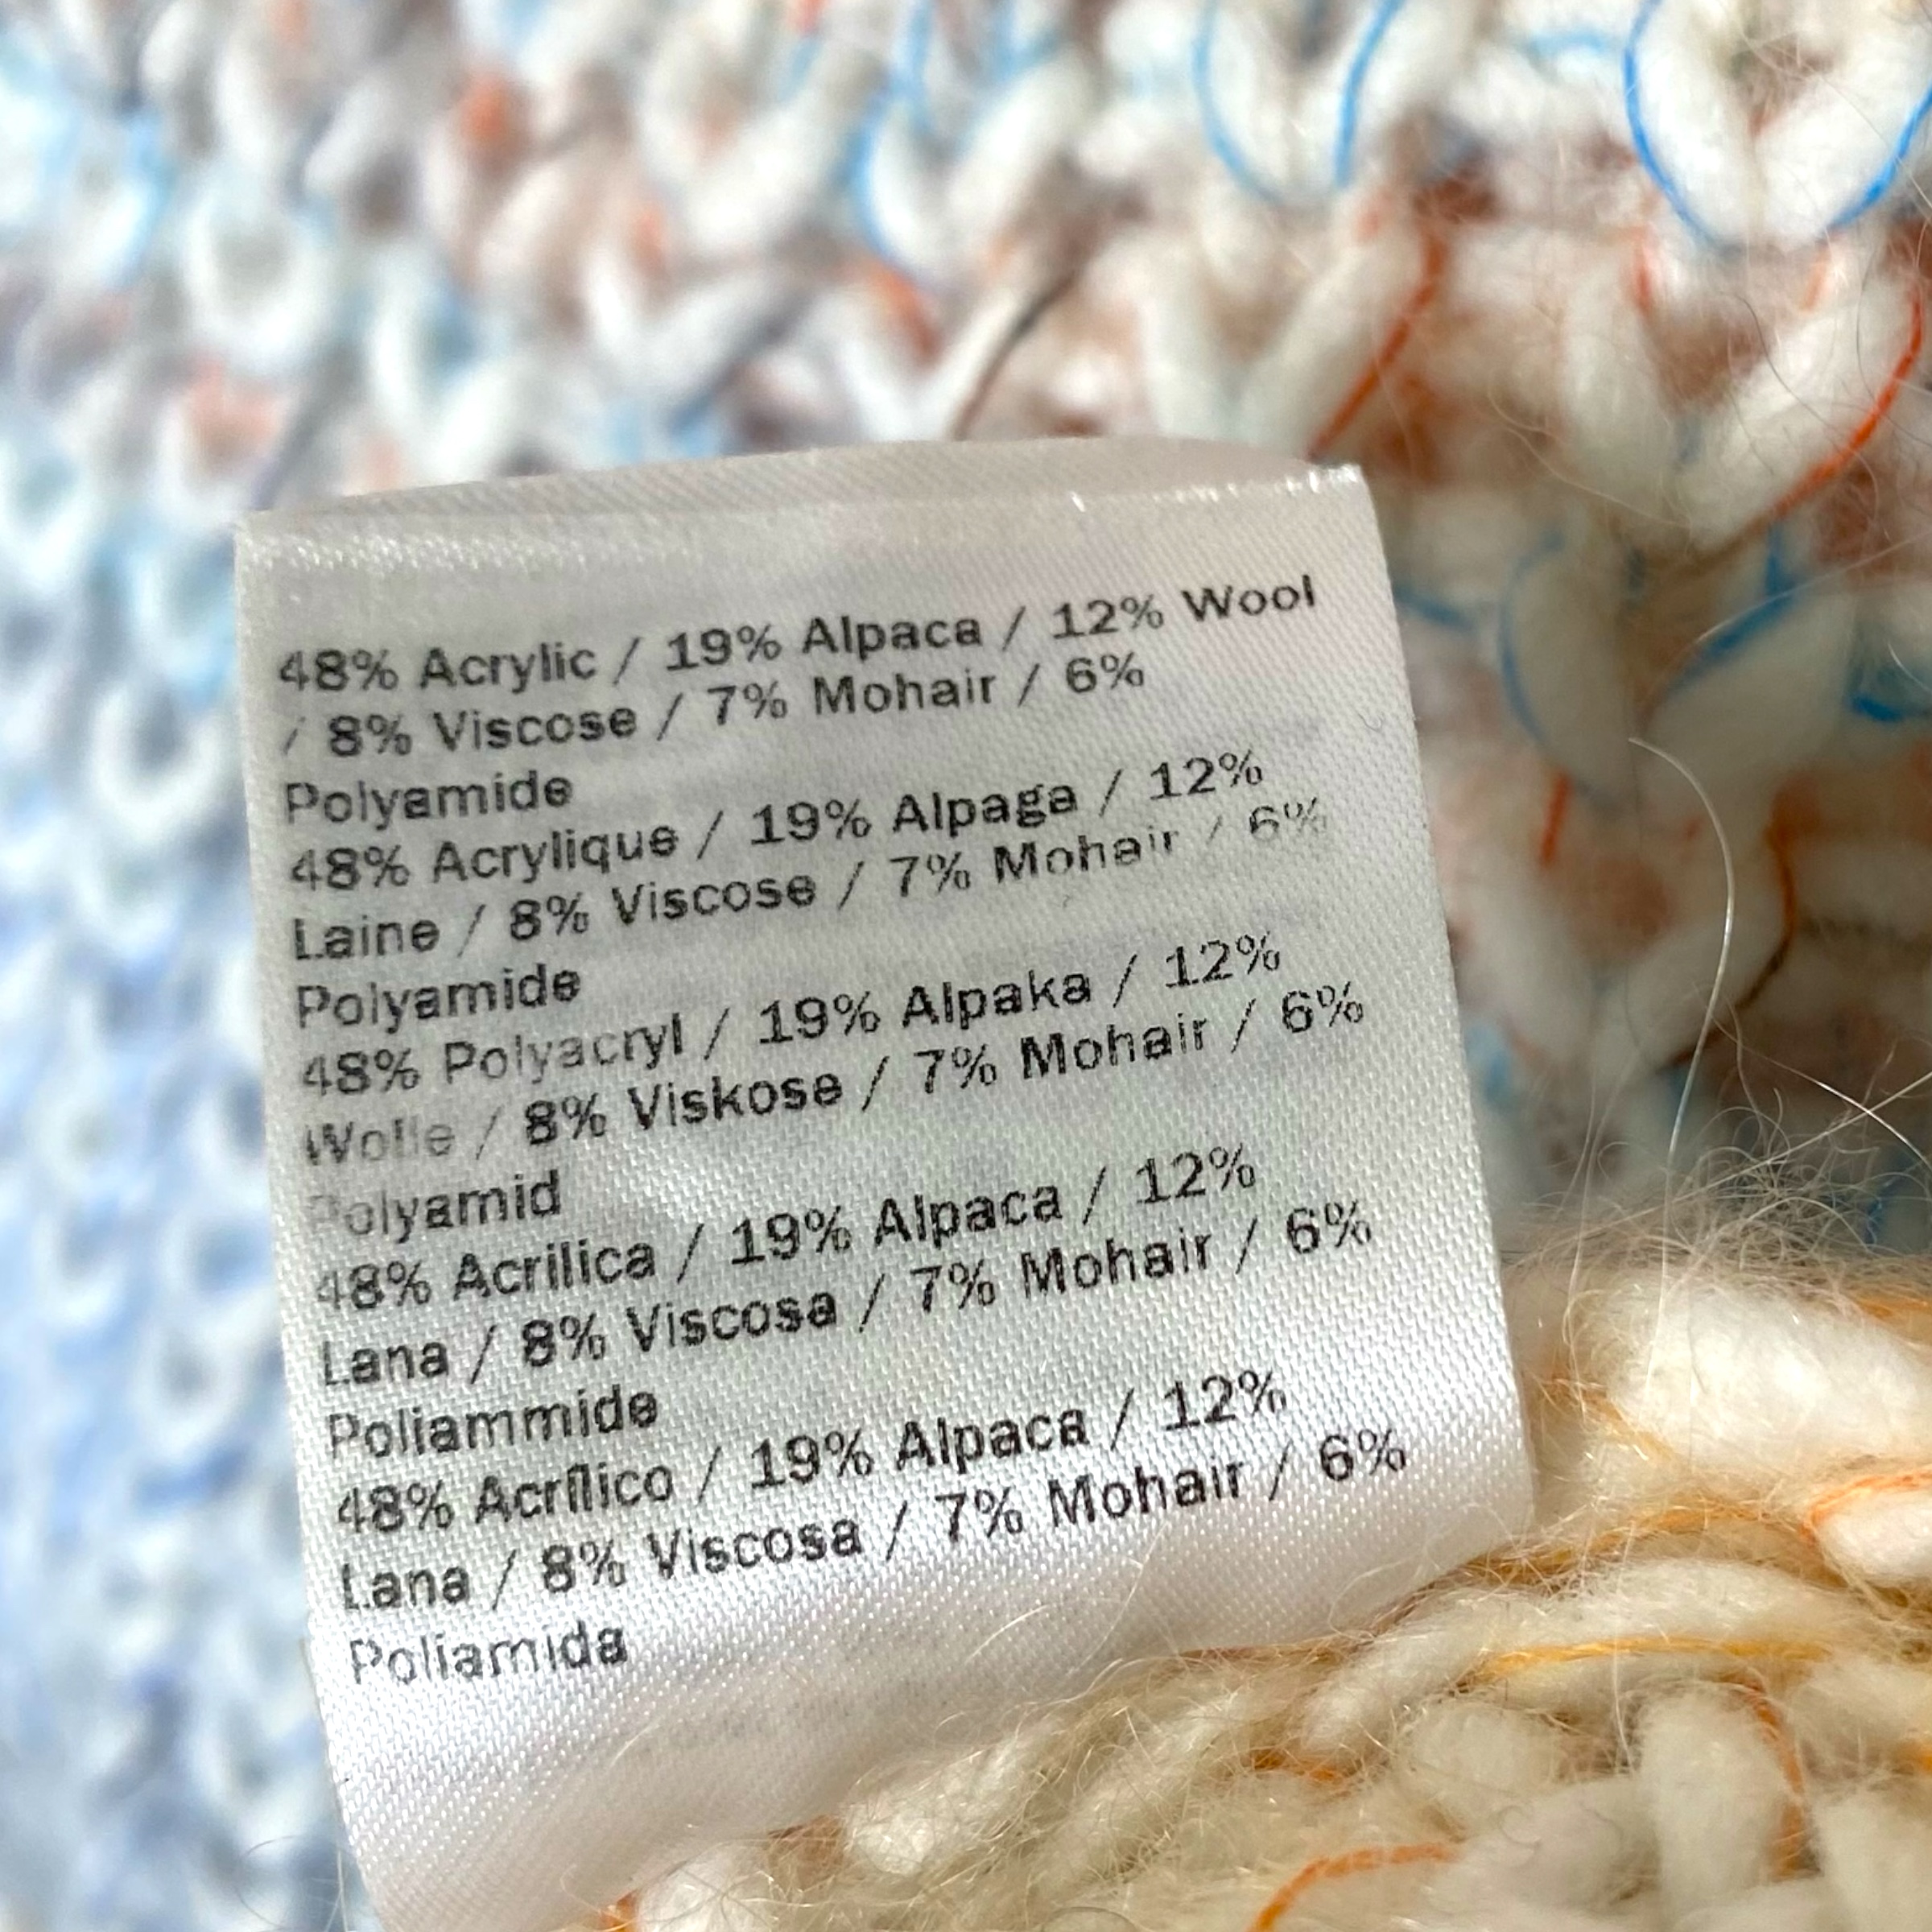 48% Acrylic / 19% Alpaca / 12% Wool
/ 8% Viscose / 7% Mohair / 6%
Polyamide
48% Acrylique / 19% Alpaga / 12%
Laine / 8% Viscose / 7% Mohair / 6%
Polyamide
48% Polyacryl / 19% Alpaka / 12%
Wolle / 8% Viskose / 7% Mohair / 6%
Polyamid
48% Acrilica / 19% Alpaca / 12%
Lana / 8% Viscosa / 7% Mohair / 6%
Poliammide
48% Acrílico / 19% Alpaca / 12%
Lana / 8% Viscosa / 7% Mohair / 6%
Poliamida